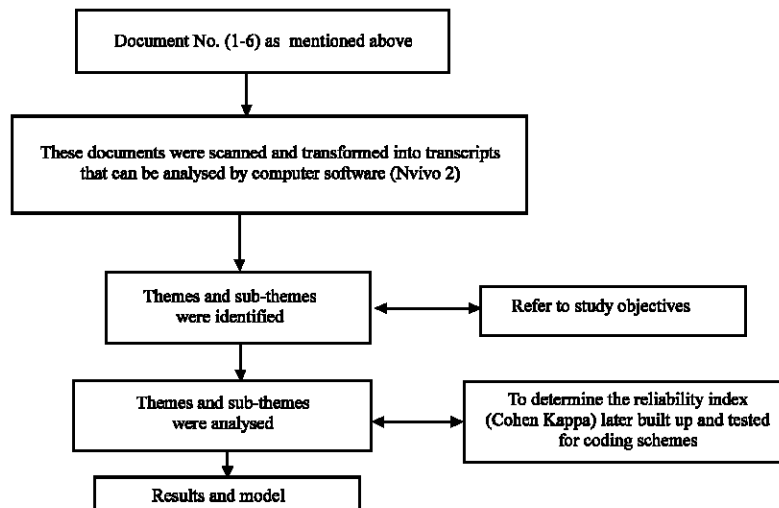 Document No. (1-6) as mentioned above
These documents were scanned and transformed into transcripts
that can be analysed by computer software (Nvivo 2)
Themes and sub-themes
were identified
Refer to study objectives
Themes and sub-themes
were analysed
To determine the reliability index
(Cohen Kappa) later built up and tested
for coding schemes
Results and model